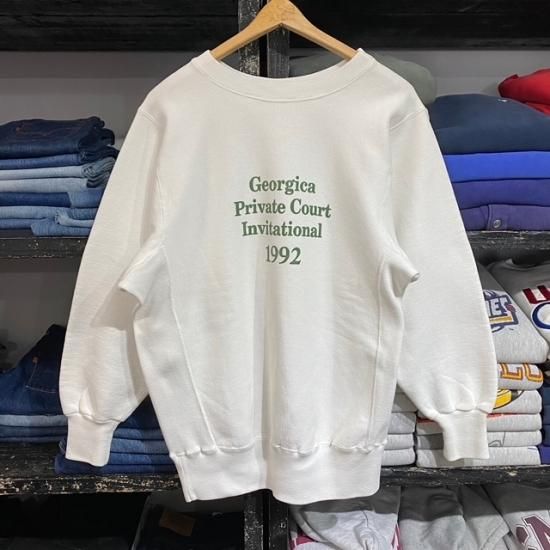 Georgica
Private Court
Invitational
1992